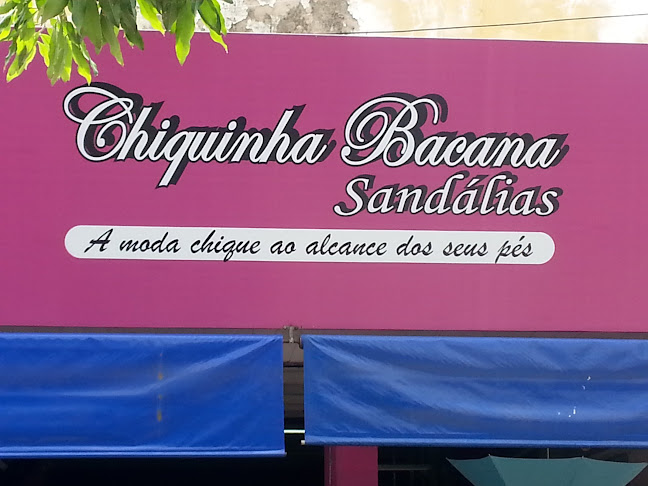 Chiquinha Bacana
Sandálias
A moda chique ao alcance dos seus pés